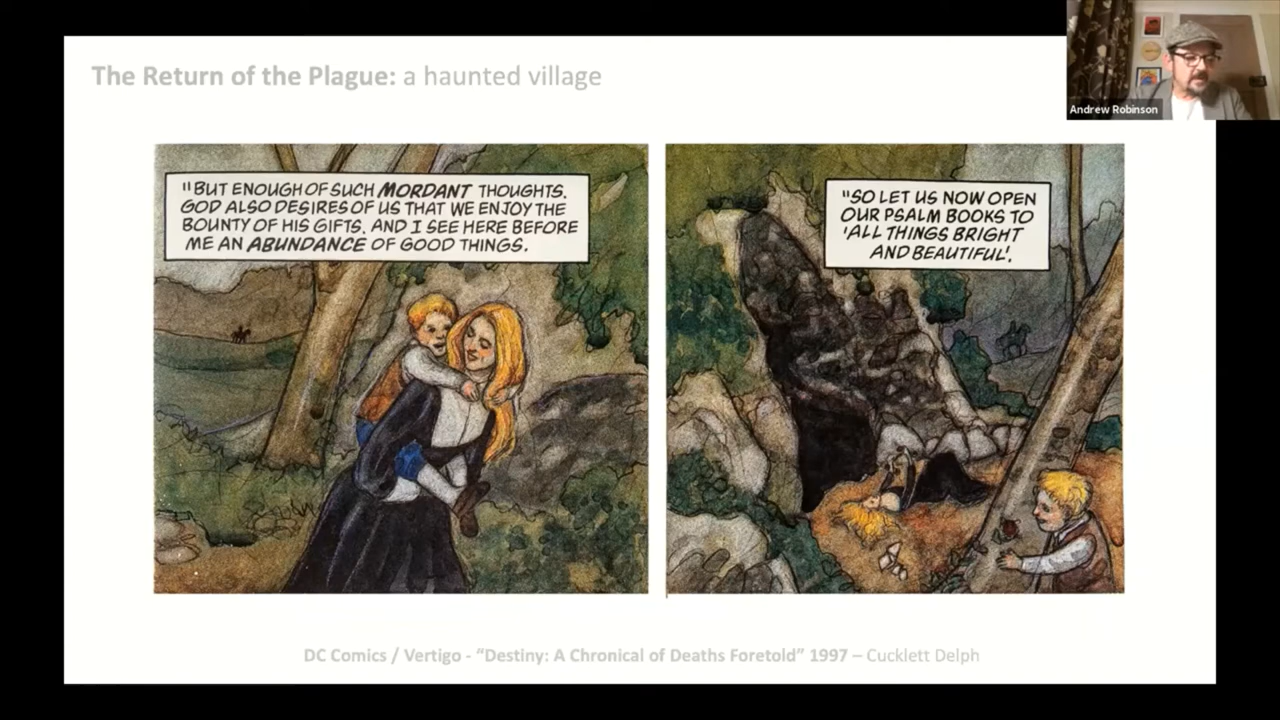 The Return of the Plague: a haunted village
Andrew Robinson
"BUT ENOUGH OF SUCH MORDANT THOUGHTS.
GOD ALSO DESIRES OF US THAT WE ENJOY THE
BOUNTY OF HIS GIFTS. AND I SEE HERE BEFORE
ME AN ABUNDANCE OF GOOD THINGS.
"SO LET US NOW OPEN
OUR PSALM BOOKS TO
'ALL THINGS BRIGHT
AND BEAUTIFUL'.
DC Comics / Vertigo - “Destiny: A Chronical of Deaths Foretold” 1997 – Cucklett Delph